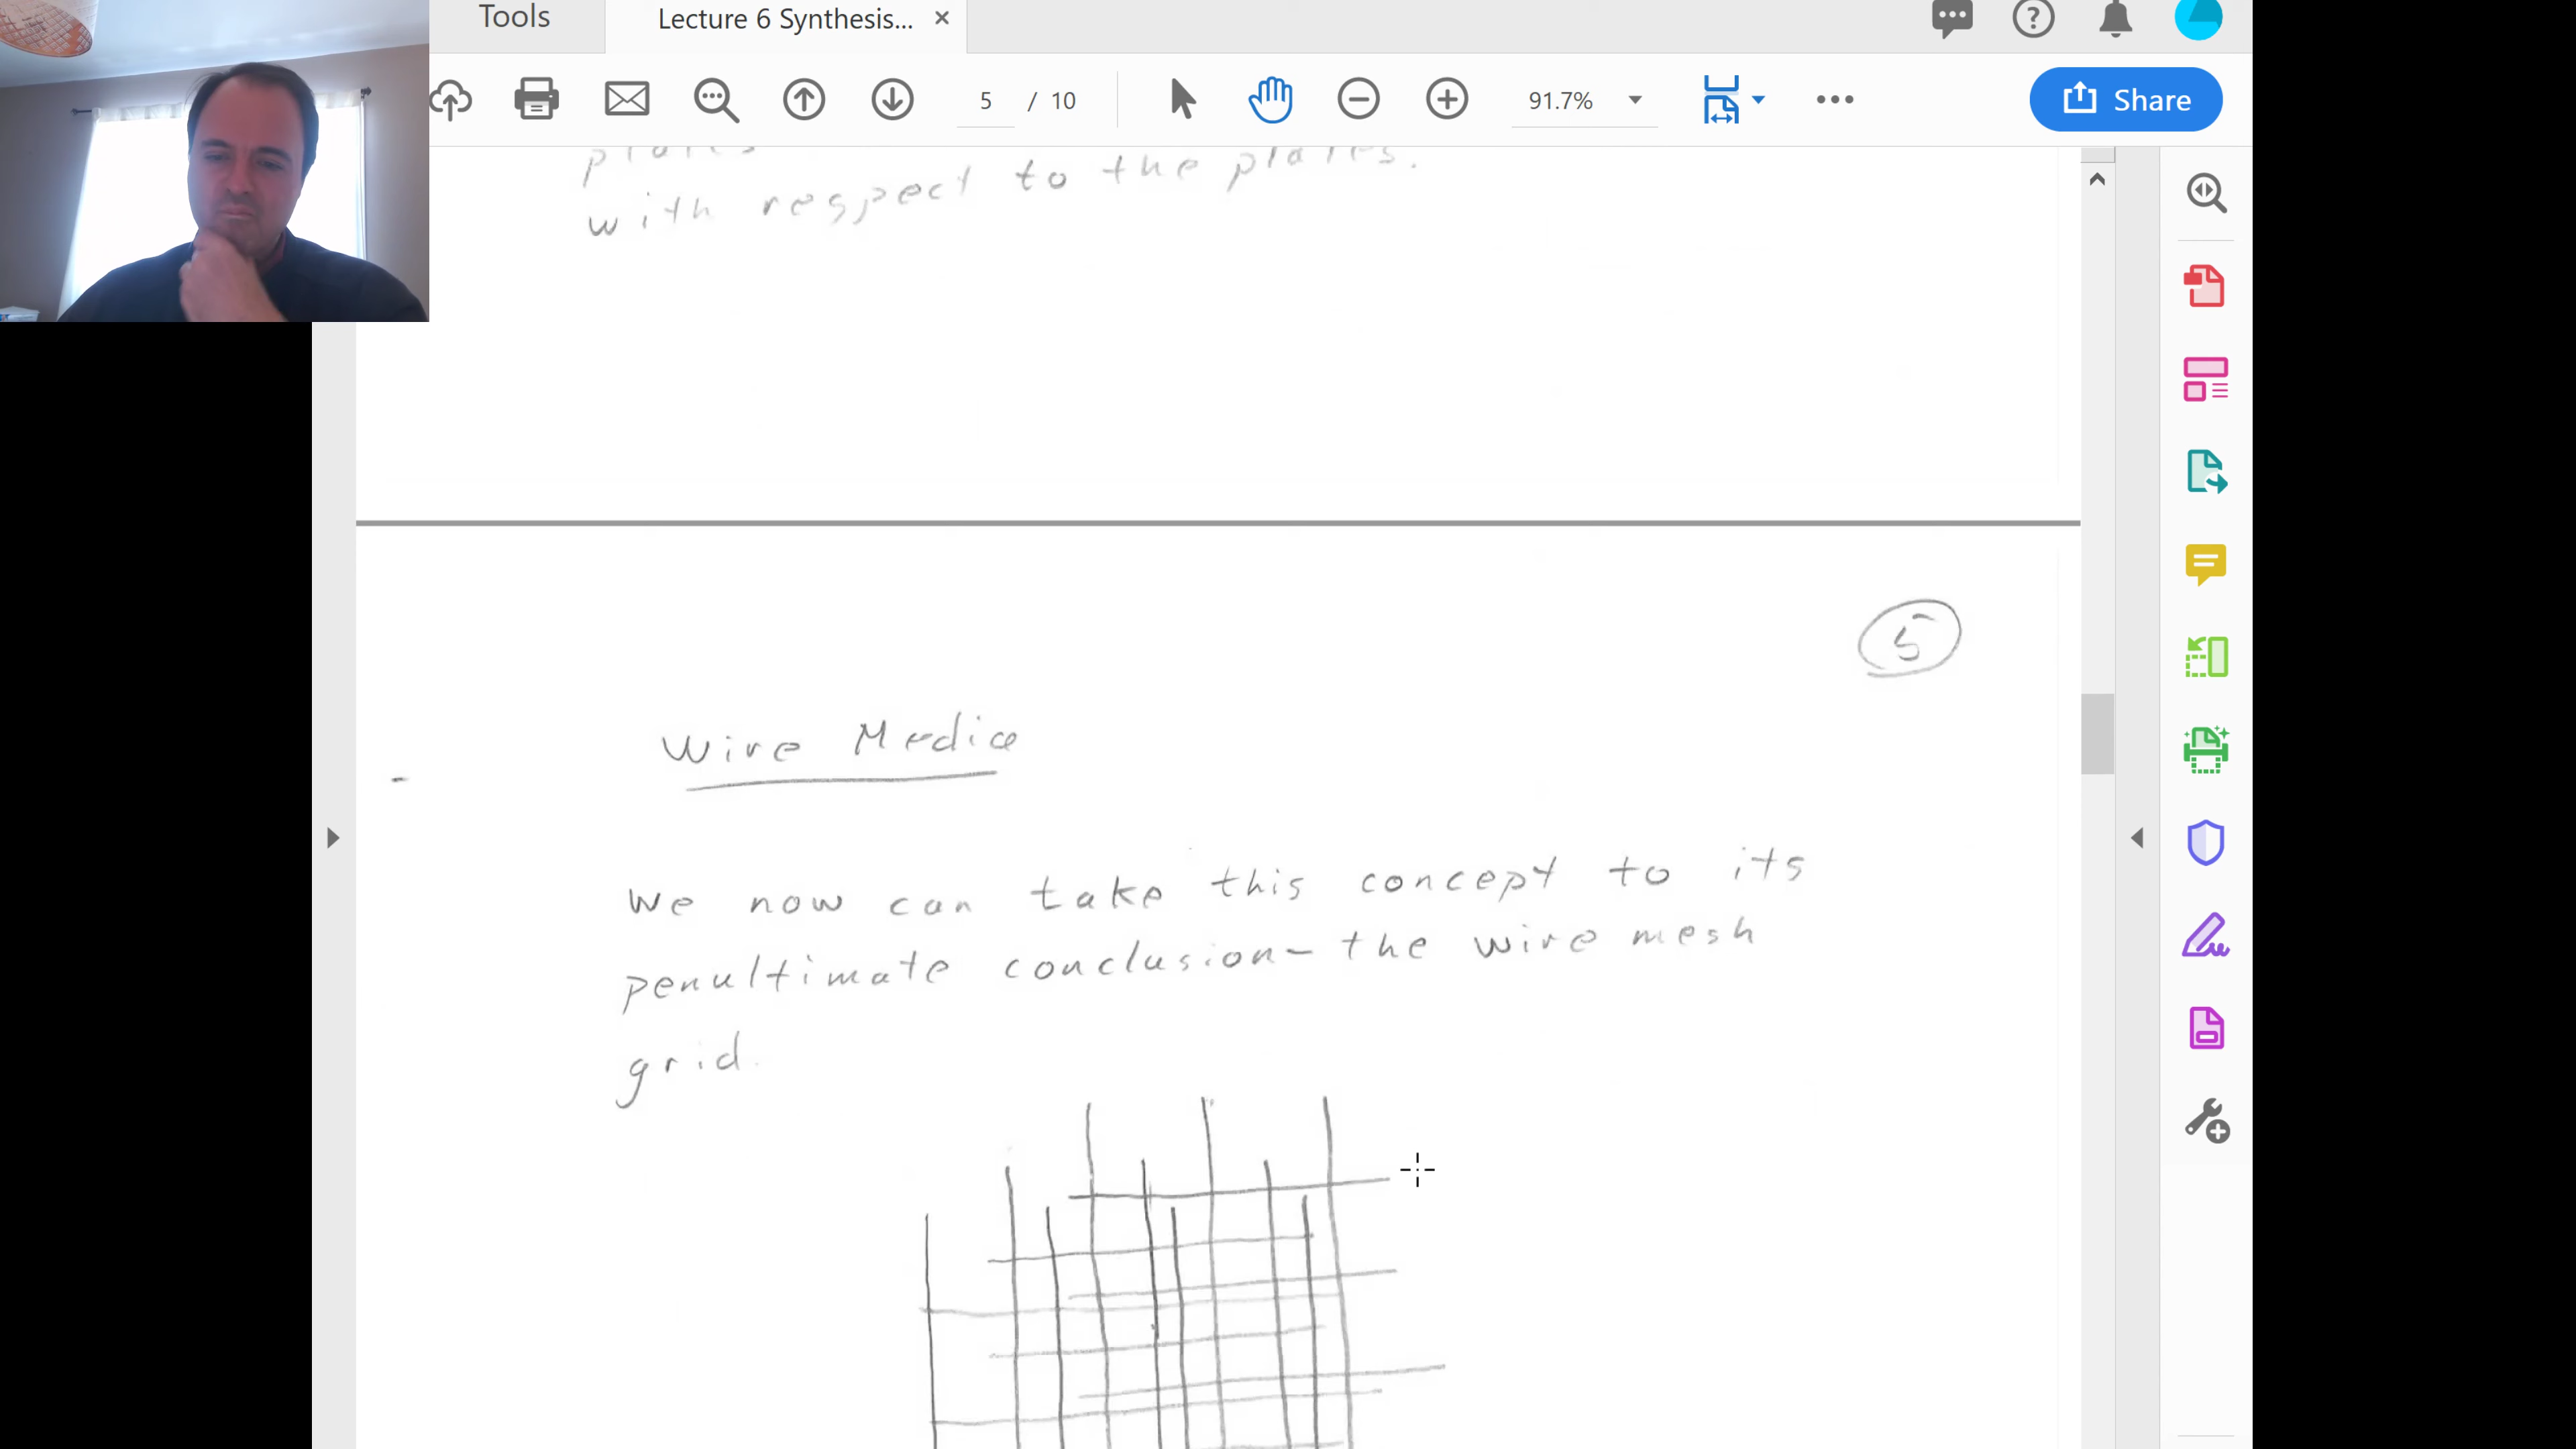 Tools
Lecture 6 Synthesis...
5 / 10
91.7%
Share
plates
with respect to the plates.
5
Wire Media
We now can take this concept to its
penultimate conclusion- the wire mesh
grid.